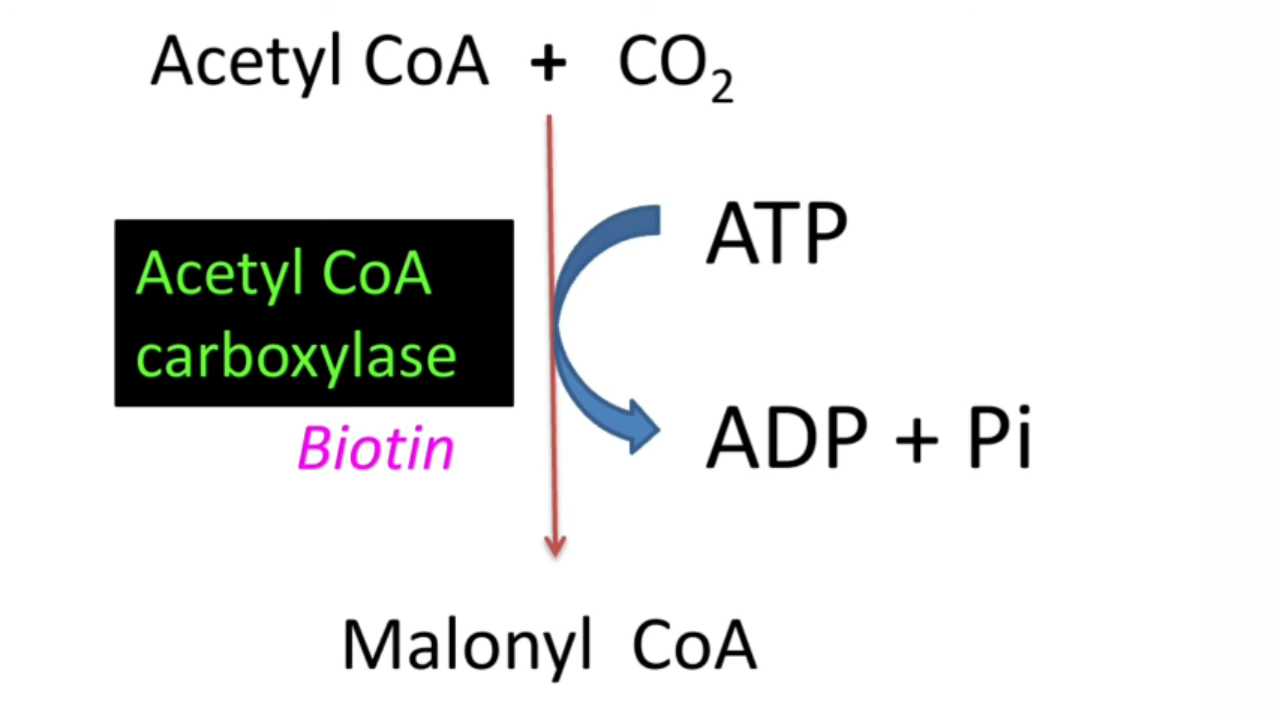 Acetyl CoA + CO₂
ATP
Acetyl CoA
carboxylase
Biotin
ADP + Pi
Malonyl CoA